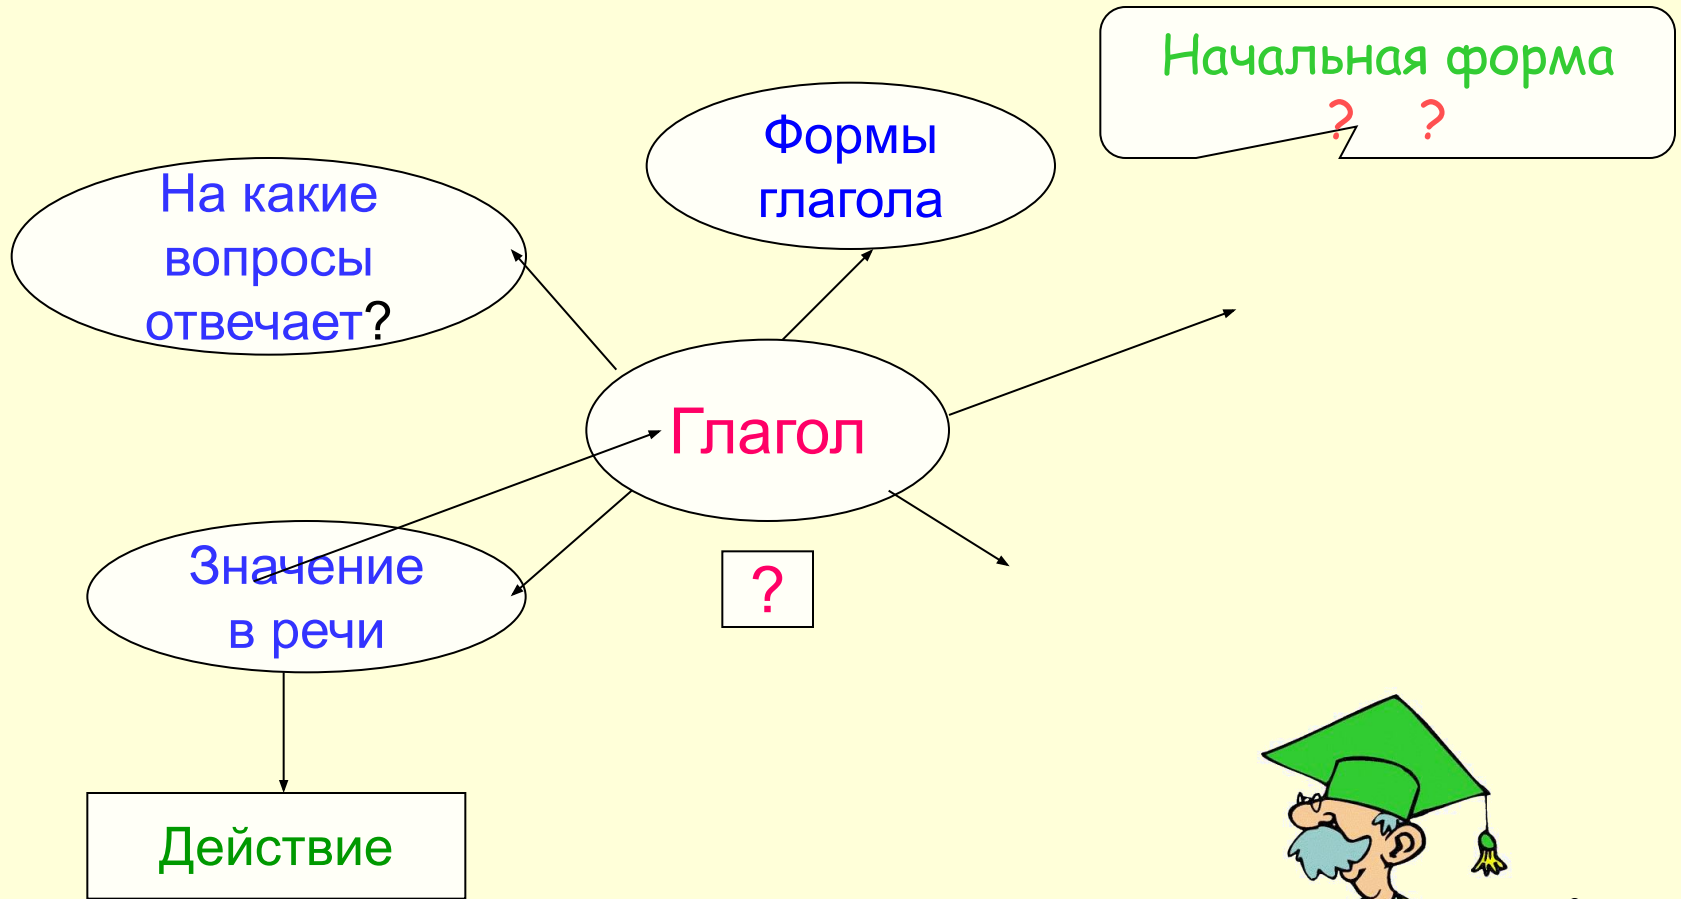 Начальная форма
? ?
Формы
глагола
На какие
вопросы
отвечает?
Глагол
Значение
в речи
?
Действие